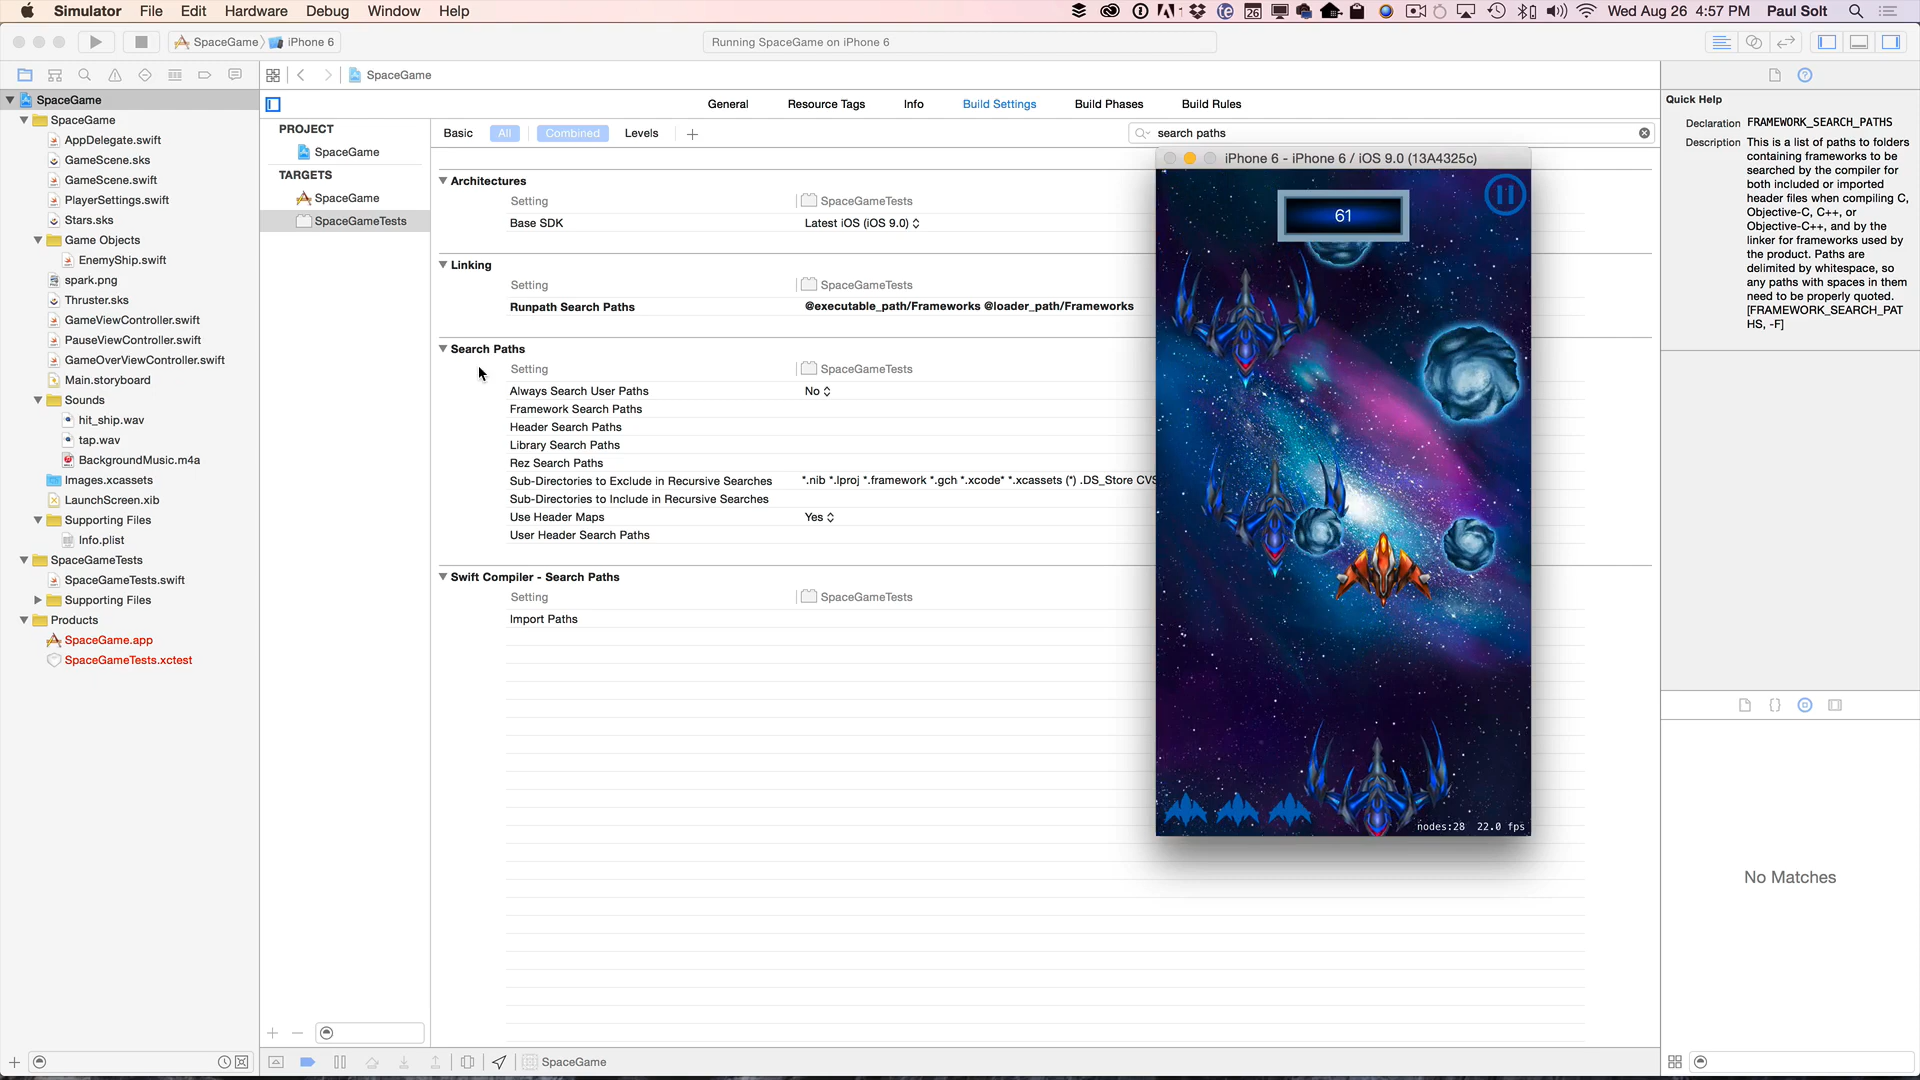 Simulator File Edit Hardware Debug Window Help
1 26 Wed Aug 26 4:57 PM Paul Solt
SpaceGame iPhone 6
Running SpaceGame on iPhone 6
SpaceGame
SpaceGame
SpaceGame
AppDelegate.swift
GameScene.sks
GameScene.swift
PlayerSettings.swift
Stars.sks
Game Objects
EnemyShip.swift
spark.png
Thruster.sks
GameViewController.swift
PauseViewController.swift
GameOverViewController.swift
Main.storyboard
Sounds
hit_ship.wav
tap.wav
BackgroundMusic.m4a
Images.xcassets
LaunchScreen.xib
Supporting Files
Info.plist
SpaceGameTests
SpaceGameTests.swift
Supporting Files
Products
SpaceGame.app
SpaceGameTests.xctest
General Resource Tags Info Build Settings Build Phases Build Rules
PROJECT
SpaceGame
TARGETS
SpaceGame
SpaceGameTests
Basic All Combined Levels
search paths
Architectures
Setting SpaceGameTests
Base SDK Latest iOS (iOS 9.0)
Linking
Setting SpaceGameTests
Runpath Search Paths @executable_path/Frameworks @loader_path/Frameworks
Search Paths
Setting SpaceGameTests
Always Search User Paths No
Framework Search Paths
Header Search Paths
Library Search Paths
Rez Search Paths
Sub-Directories to Exclude in Recursive Searches *.nib *.lproj *.framework *.gch *.xcode* *.xcassets (*) .DS_Store CVS
Sub-Directories to Include in Recursive Searches
Use Header Maps Yes
User Header Search Paths
Swift Compiler - Search Paths
Setting SpaceGameTests
Import Paths
iPhone 6 - iPhone 6 / iOS 9.0 (13A4325c)
61
nodes:28 22.0 fps
Quick Help
Declaration FRAMEWORK_SEARCH_PATHS
Description This is a list of paths to folders
containing frameworks to be
searched by the compiler for
both included or imported
header files when compiling C,
Objective-C, C++, or
Objective-C++, and by the
linker for frameworks used by
the product. Paths are
delimited by whitespace, so
any paths with spaces in them
need to be properly quoted.
[FRAMEWORK_SEARCH_PAT
HS, -F]
No Matches
SpaceGame